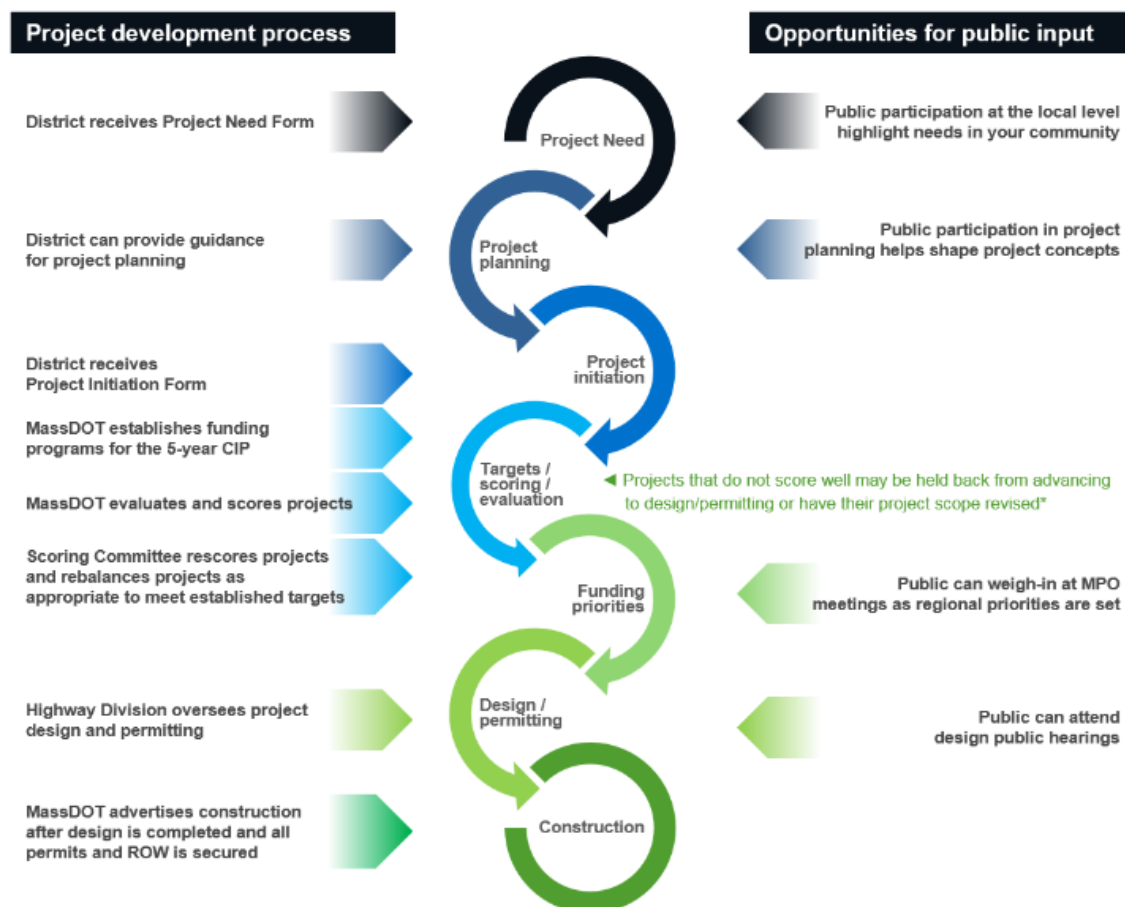 Project development process
Opportunities for public input
District receives Project Need Form
Project Need
Public participation at the local level
highlight needs in your community
District can provide guidance
for project planning
Project
planning
Public participation in project
planning helps shape project concepts
District receives
Project Initiation Form
Project
initiation
MassDOT establishes funding
programs for the 5-year CIP
MassDOT evaluates and scores projects
Targets /
scoring /
evaluation
◄ Projects that do not score well may be held back from advancing
to design/permitting or have their project scope revised*
Scoring Committee rescores projects
and rebalances projects as
appropriate to meet established targets
Funding
priorities
Public can weigh-in at MPO
meetings as regional priorities are set
Highway Division oversees project
design and permitting
Design /
permitting
Public can attend
design public hearings
MassDOT advertises construction
after design is completed and all
permits and ROW is secured
Construction